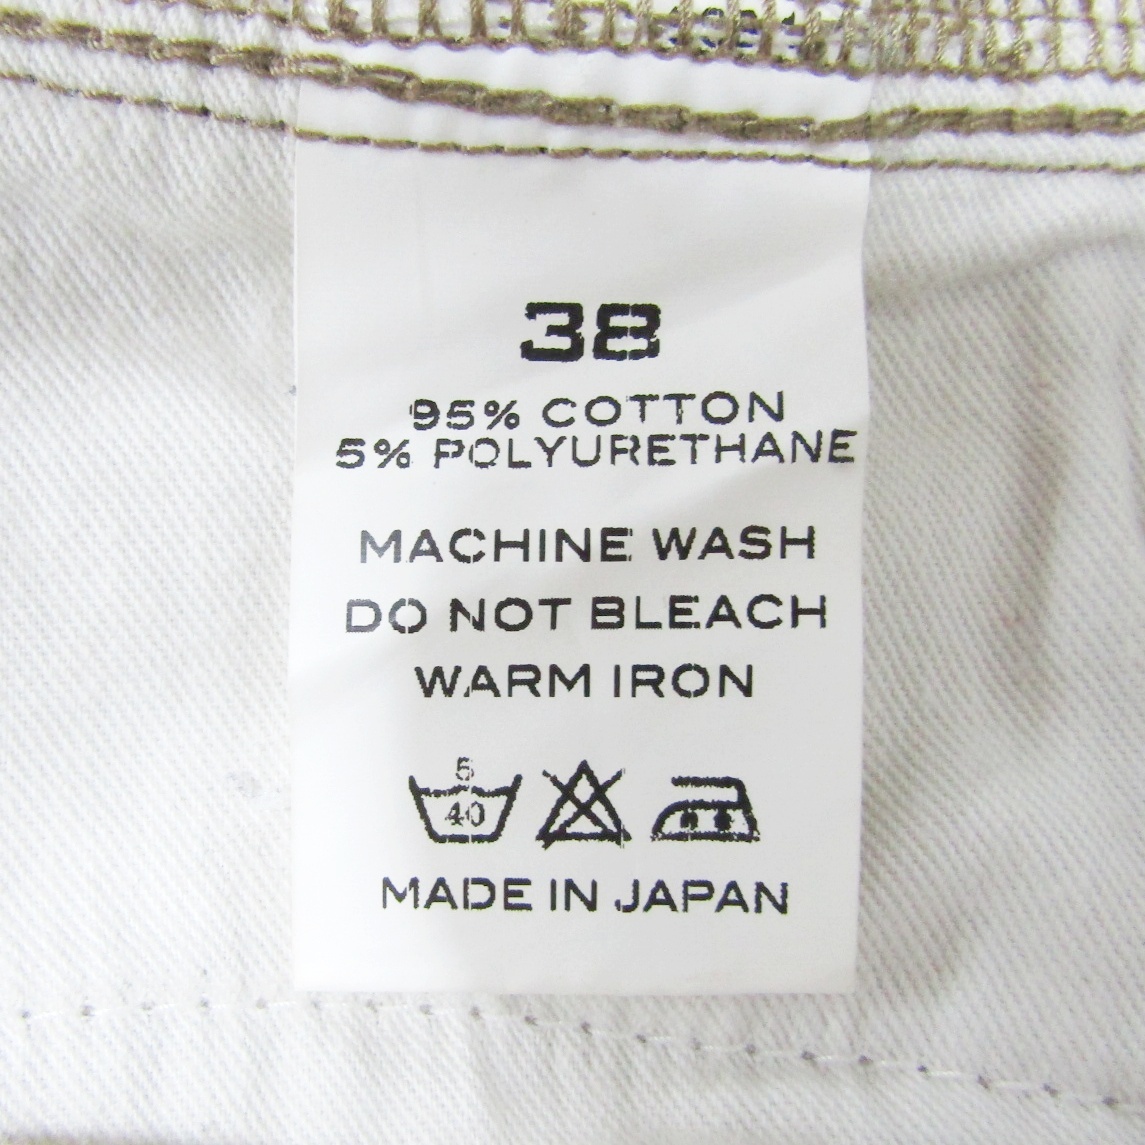 38
95% COTTON
5% POLYURETHANE
MACHINE WASH
DO NOT BLEACH
WARM IRON
5
40
MADE IN JAPAN